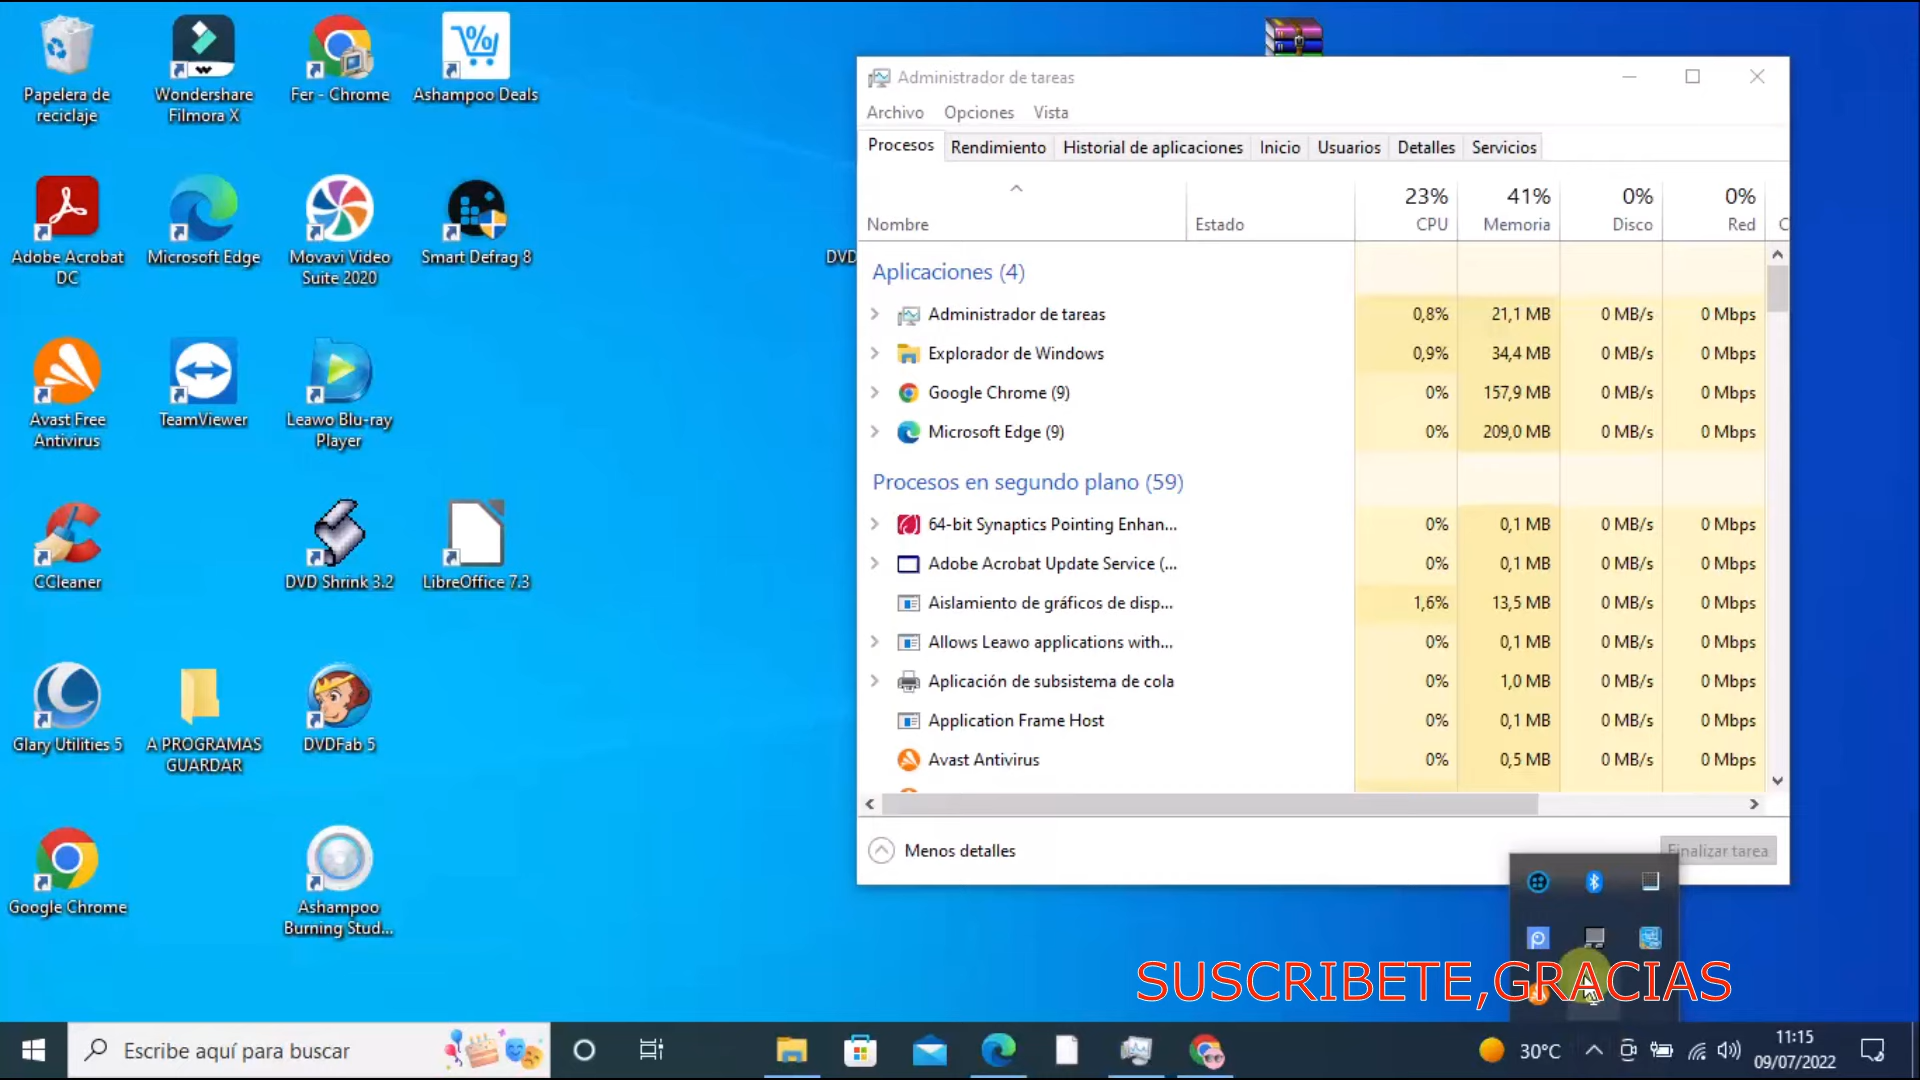 Papelera de
reciclaje
Wondershare
Filmora X
Fer - Chrome
Ashampoo Deals
Adobe Acrobat
DC
Microsoft Edge
Movavi Video
Suite 2020
Smart Defrag 8
DVD
Avast Free
Antivirus
TeamViewer
Leawo Blu-ray
Player
CCleaner
DVD Shrink 3.2
LibreOffice 7.3
Glary Utilities 5
A PROGRAMAS
GUARDAR
DVDFab 5
Google Chrome
Ashampoo
Burning Stud...
Administrador de tareas
Archivo Opciones Vista
Procesos Rendimiento Historial de aplicaciones Inicio Usuarios Detalles Servicios
23% 41% 0% 0%
Nombre Estado CPU Memoria Disco Red C
Aplicaciones (4)
Administrador de tareas 0,8% 21,1 MB 0 MB/s 0 Mbps
Explorador de Windows 0,9% 34,4 MB 0 MB/s 0 Mbps
Google Chrome (9) 0% 157,9 MB 0 MB/s 0 Mbps
Microsoft Edge (9) 0% 209,0 MB 0 MB/s 0 Mbps
Procesos en segundo plano (59)
64-bit Synaptics Pointing Enhan... 0% 0,1 MB 0 MB/s 0 Mbps
Adobe Acrobat Update Service (... 0% 0,1 MB 0 MB/s 0 Mbps
Aislamiento de gráficos de disp... 1,6% 13,5 MB 0 MB/s 0 Mbps
Allows Leawo applications with... 0% 0,1 MB 0 MB/s 0 Mbps
Aplicación de subsistema de cola 0% 1,0 MB 0 MB/s 0 Mbps
Application Frame Host 0% 0,1 MB 0 MB/s 0 Mbps
Avast Antivirus 0% 0,5 MB 0 MB/s 0 Mbps
Menos detalles
Finalizar tarea
SUSCRIBETE,GRACIAS
Escribe aquí para buscar
30°C
11:15
09/07/2022